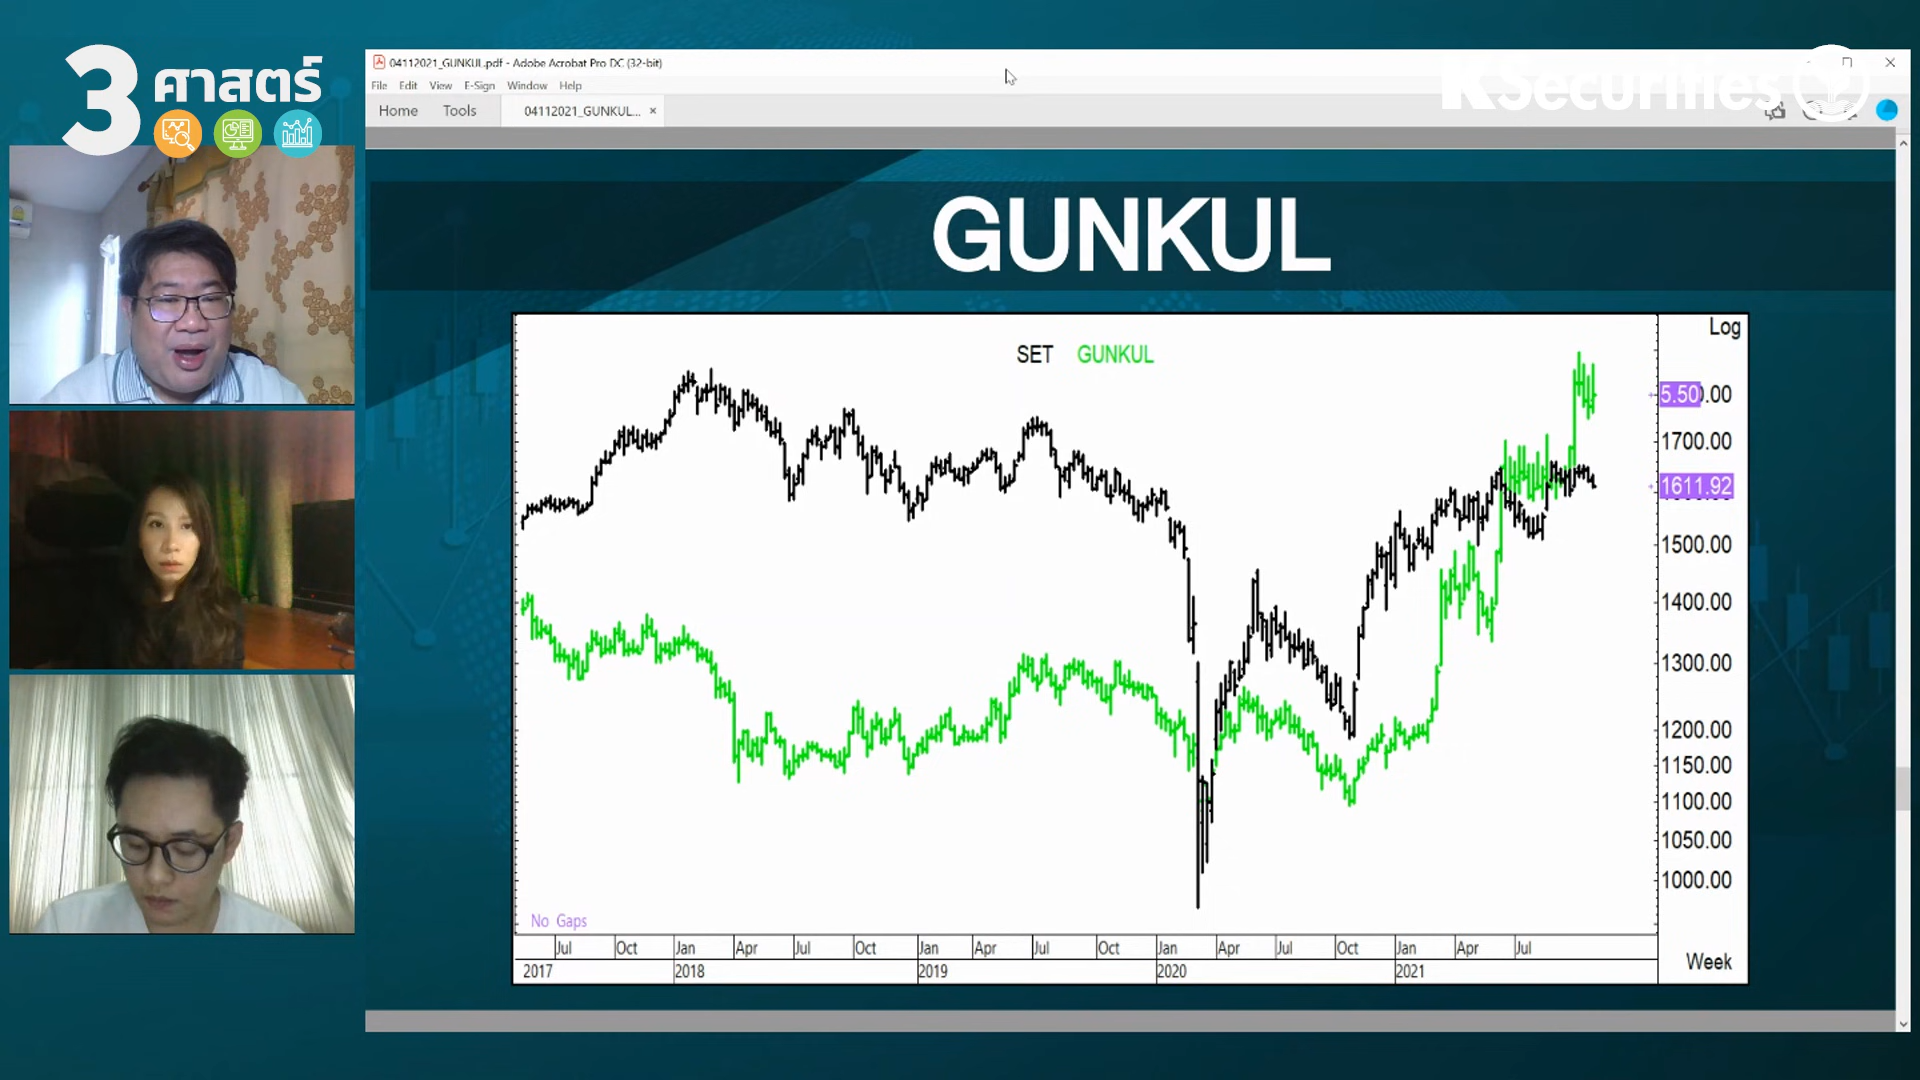 3 ศาสตร์
04112021_GUNKUL.pdf - Adobe Acrobat Pro DC (32-bit)
File Edit View E-Sign Window Help
KSecurities
Home Tools 04112021_GUNKUL... ×
GUNKUL
Log
SET GUNKUL
5.50 0.00
1700.00
1611.92
1500.00
1400.00
1300.00
1200.00
1150.00
1100.00
1050.00
1000.00
No Gaps
Jul Oct Jan Apr Jul Oct Jan Apr Jul Oct Jan Apr Jul Oct Jan Apr Jul
2017 2018 2019 2020 2021
Week